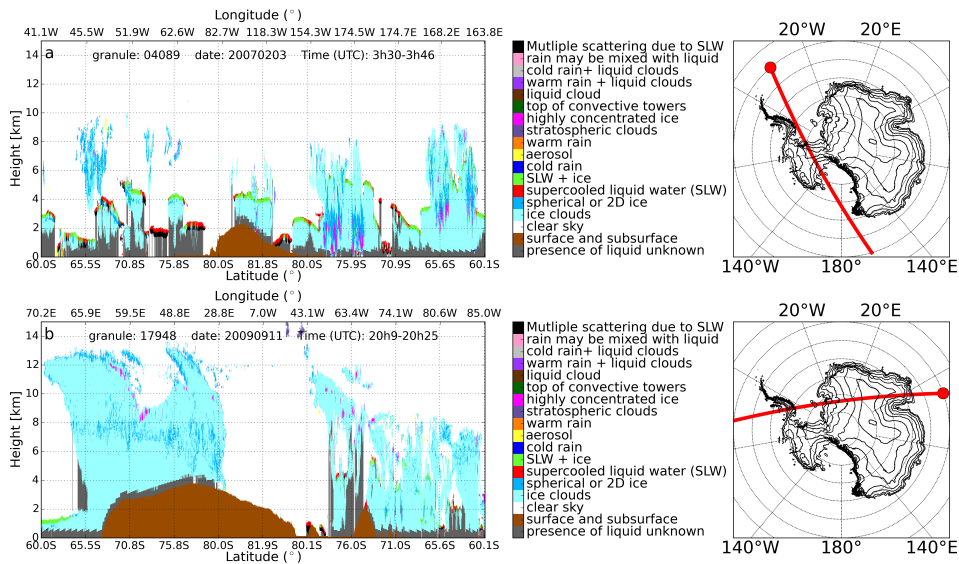 Longitude (°)
41.1W 45.5W 51.9W 62.6W 82.7W 118.3W 154.3W 174.5W 174.7E 168.2E 163.8E
a
granule: 04089 date: 20070203 Time (UTC): 3h30-3h46
14
12
10
8
6
4
2
0
Height [km]
60.0S 65.5S 70.8S 75.8S 80.0S 81.8S 80.0S 75.9S 70.9S 65.6S 60.1S
Latitude (°)
Mutliple scattering due to SLW
rain may be mixed with liquid
cold rain+ liquid clouds
warm rain + liquid clouds
liquid cloud
top of convective towers
highly concentrated ice
stratospheric clouds
warm rain
aerosol
cold rain
SLW + ice
supercooled liquid water (SLW)
spherical or 2D ice
ice clouds
clear sky
surface and subsurface
presence of liquid unknown
20°W 20°E
140°W 180° 140°E
Longitude (°)
70.2E 65.9E 59.5E 48.8E 28.8E 7.0W 43.1W 63.4W 74.1W 80.6W 85.0W
b
granule: 17948 date: 20090911 Time (UTC): 20h9-20h25
14
12
10
8
6
4
2
0
Height [km]
60.0S 65.5S 70.8S 75.8S 80.0S 81.9S 80.1S 76.0S 71.0S 65.6S 60.1S
Latitude (°)
Mutliple scattering due to SLW
rain may be mixed with liquid
cold rain+ liquid clouds
warm rain + liquid clouds
liquid cloud
top of convective towers
highly concentrated ice
stratospheric clouds
warm rain
aerosol
cold rain
SLW + ice
supercooled liquid water (SLW)
spherical or 2D ice
ice clouds
clear sky
surface and subsurface
presence of liquid unknown
20°W 20°E
140°W 180° 140°E